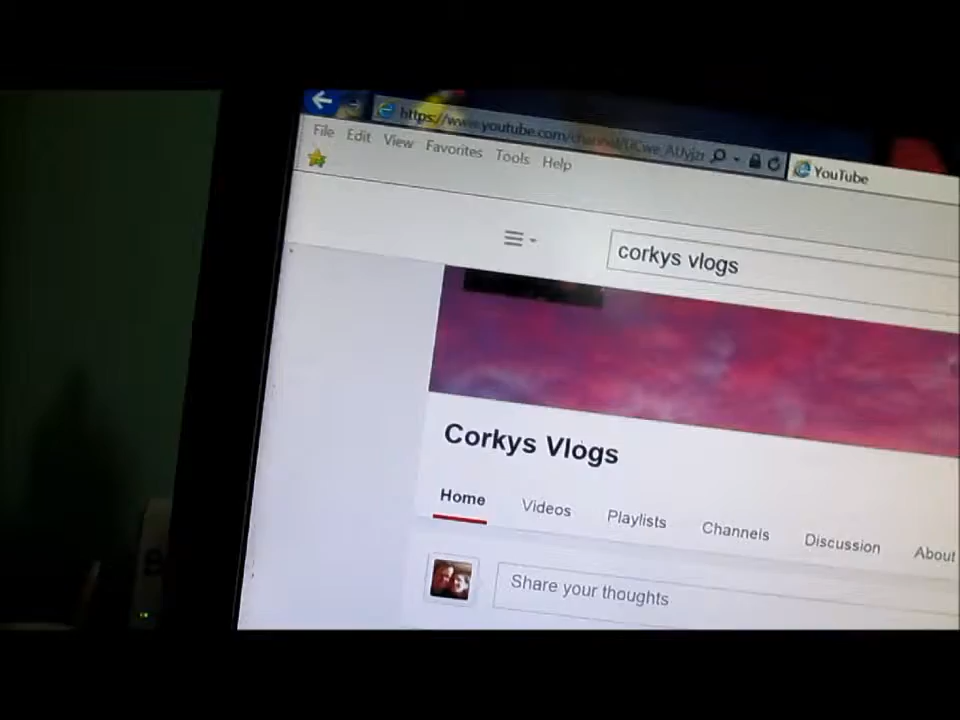 https://www.youtube.com/channel/
YouTube
File Edit View Favorites Tools Help
corkys vlogs
Corkys Vlogs
Home Videos Playlists Channels Discussion About
Share your thoughts